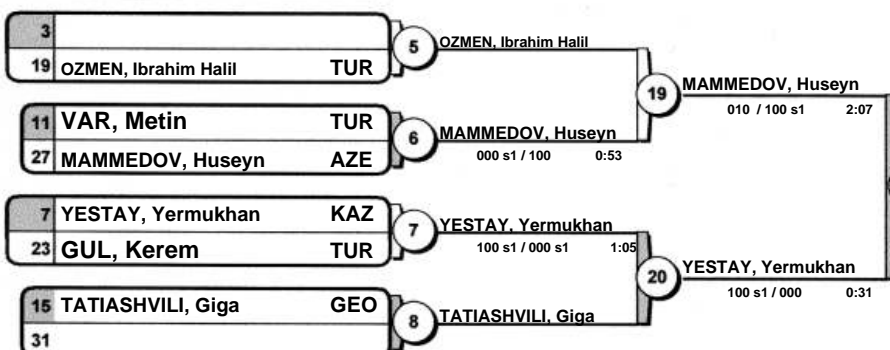 3
19 OZMEN, Ibrahim Halil TUR
5
OZMEN, Ibrahim Halil
11 VAR, Metin TUR
27 MAMMEDOV, Huseyn AZE
6
MAMMEDOV, Huseyn
000 s1 / 100 0:53
19
MAMMEDOV, Huseyn
010 / 100 s1 2:07
7 YESTAY, Yermukhan KAZ
23 GUL, Kerem TUR
7
YESTAY, Yermukhan
100 s1 / 000 s1 1:05
20
YESTAY, Yermukhan
100 s1 / 000 0:31
15 TATIASHVILI, Giga GEO
31
8
TATIASHVILI, Giga